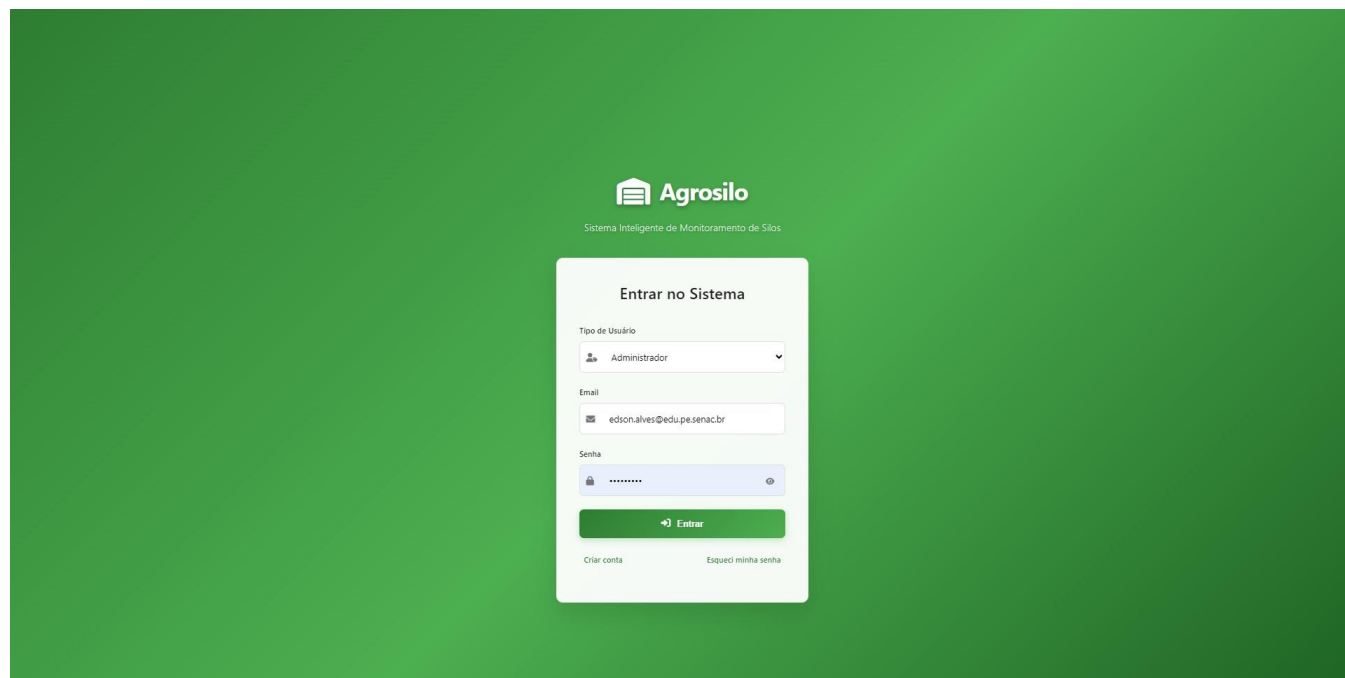 Agrosilo
Sistema Inteligente de Monitoramento de Silos
Entrar no Sistema
Tipo de Usuário
Administrador
Email
edson.alves@edu.pe.senac.br
Senha
•••••••••
Entrar
Criar conta Esqueci minha senha